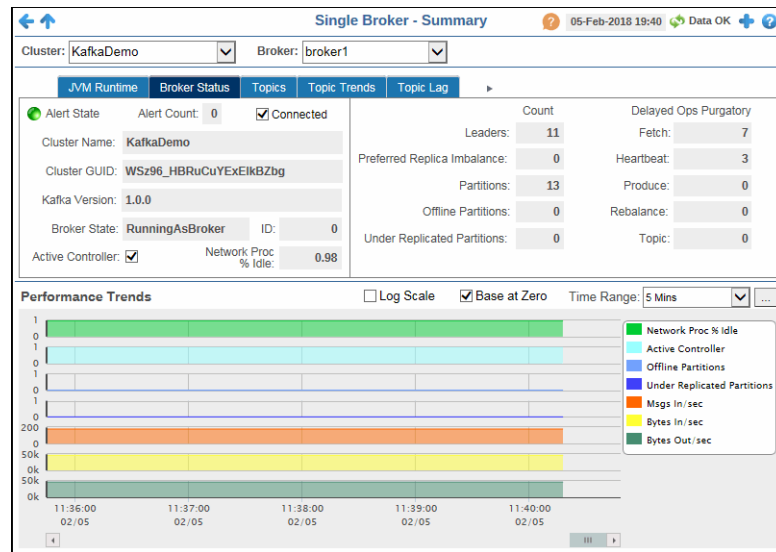 Single Broker - Summary
?
05-Feb-2018 19:40
Data OK
?
Cluster: KafkaDemo
Broker: broker1
JVM Runtime
Broker Status
Topics
Topic Trends
Topic Lag
Alert State
Alert Count: 0
Connected
Cluster Name: KafkaDemo
Cluster GUID: WSz96_HBRuCuYExElkBZbg
Kafka Version: 1.0.0
Broker State: RunningAsBroker
ID: 0
Active Controller:
Network Proc
% Idle: 0.98
Count
Leaders: 11
Preferred Replica Imbalance: 0
Partitions: 13
Offline Partitions: 0
Under Replicated Partitions: 0
Delayed Ops Purgatory
Fetch: 7
Heartbeat: 3
Produce: 0
Rebalance: 0
Topic: 0
Performance Trends
Log Scale
Base at Zero
Time Range: 5 Mins
...
1
0
1
0
1
0
1
0
200
0
50k
0k
50k
0k
11:36:00 11:37:00 11:38:00 11:39:00 11:40:00
02/05 02/05 02/05 02/05 02/05
Network Proc % Idle
Active Controller
Offline Partitions
Under Replicated Partitions
Msgs In/sec
Bytes In/sec
Bytes Out/sec